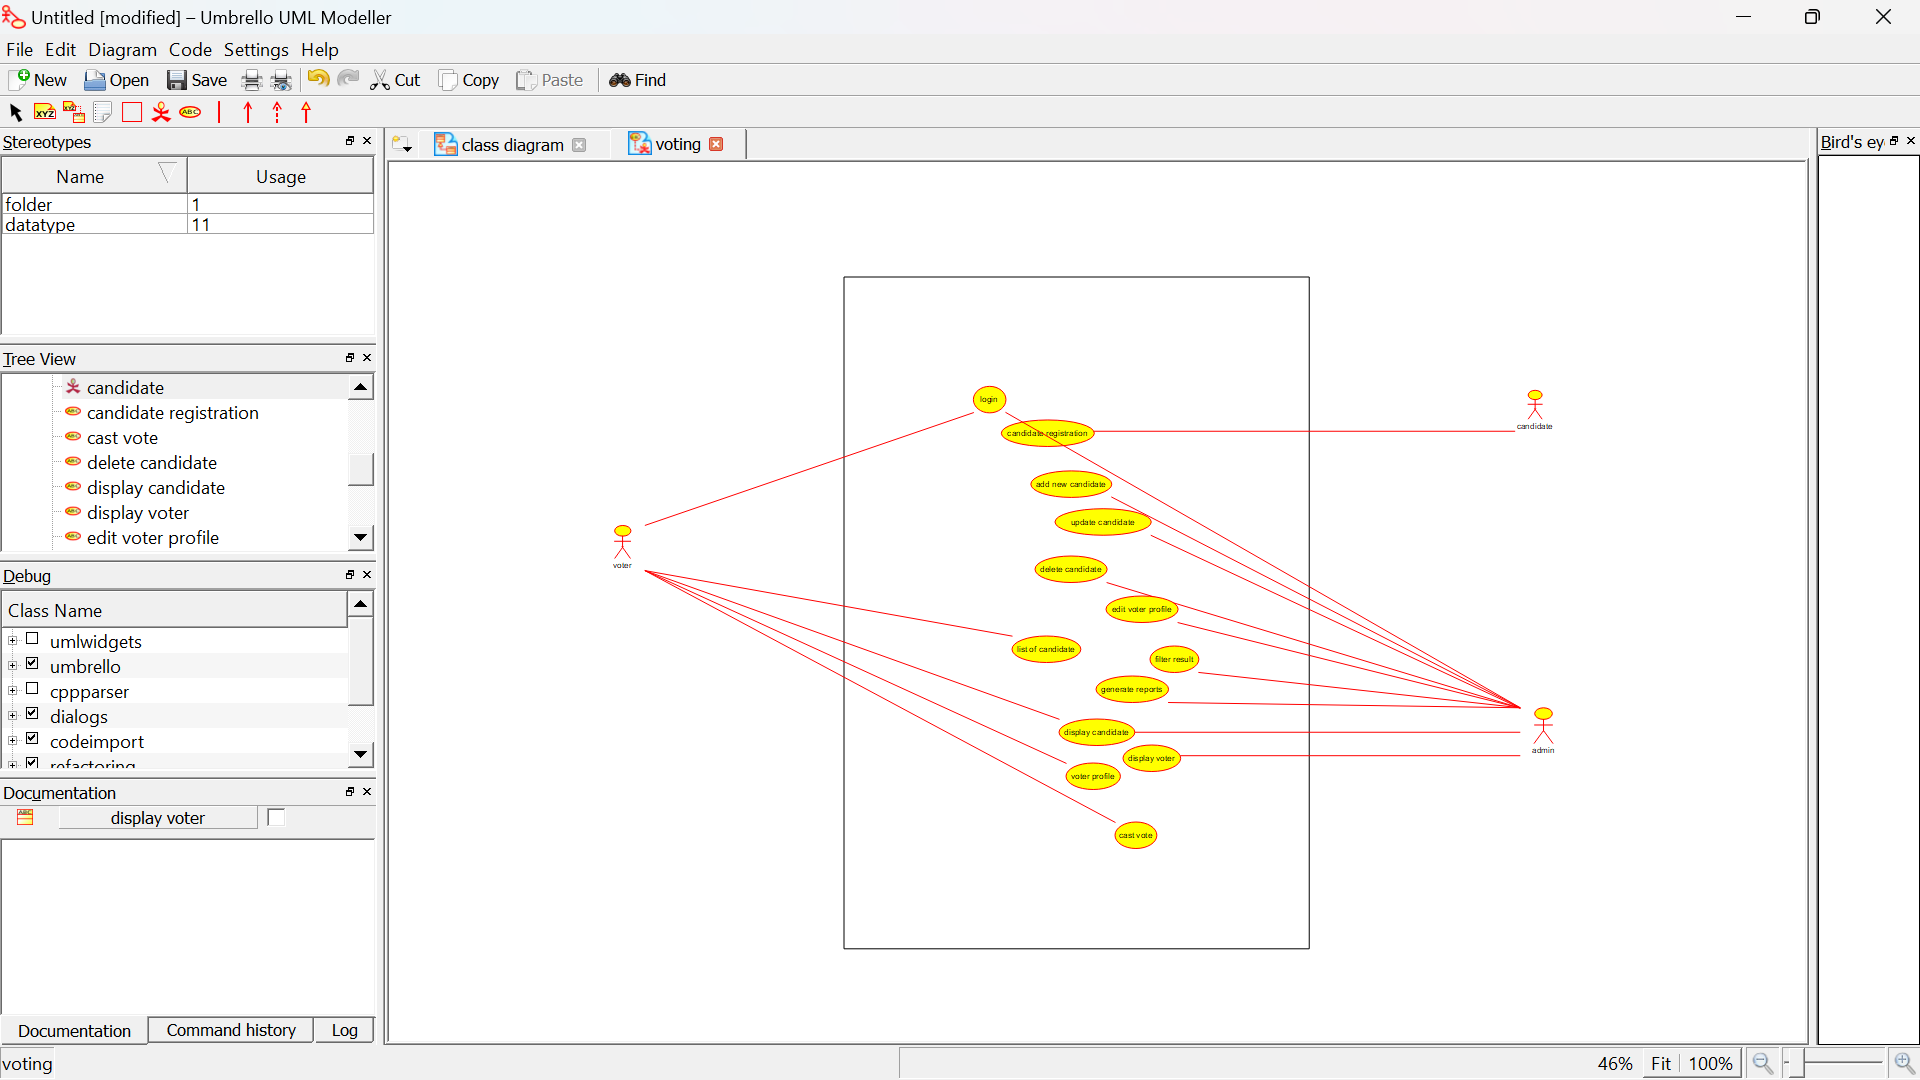 Untitled [modified] – Umbrello UML Modeller
File Edit Diagram Code Settings Help
New Open Save Cut Copy Paste Find
Stereotypes
Name Usage
folder 1
datatype 11
Tree View
candidate
candidate registration
cast vote
delete candidate
display candidate
display voter
edit voter profile
Debug
Class Name
umlwidgets
umbrello
cppparser
dialogs
codeimport
refactoring
Documentation
display voter
Documentation Command history Log
voting
class diagram voting
login
candidate registration
candidate
add new candidate
update candidate
voter
delete candidate
edit voter profile
list of candidate
filter result
generate reports
display candidate
admin
display voter
voter profile
cast vote
Bird's ey
46% Fit 100%